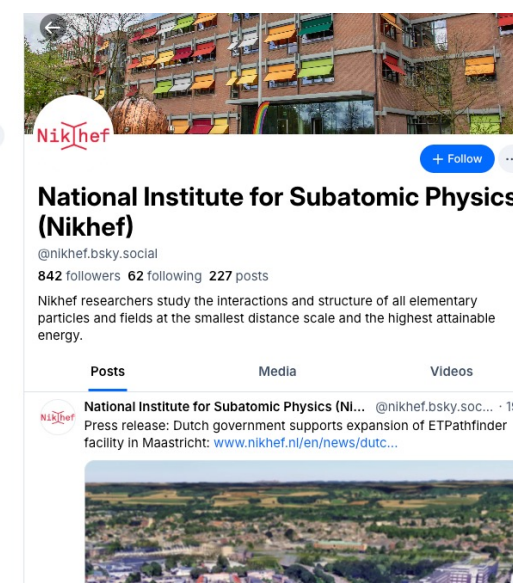 Nikhef
+ Follow
National Institute for Subatomic Physics
(Nikhef)
@nikhef.bsky.social
842 followers 62 following 227 posts
Nikhef researchers study the interactions and structure of all elementary
particles and fields at the smallest distance scale and the highest attainable
energy.
Posts Media Videos
Nikhef
National Institute for Subatomic Physics (Ni... @nikhef.bsky.soc... ·
Press release: Dutch government supports expansion of ETPathfinder
facility in Maastricht: www.nikhef.nl/en/news/dutc...